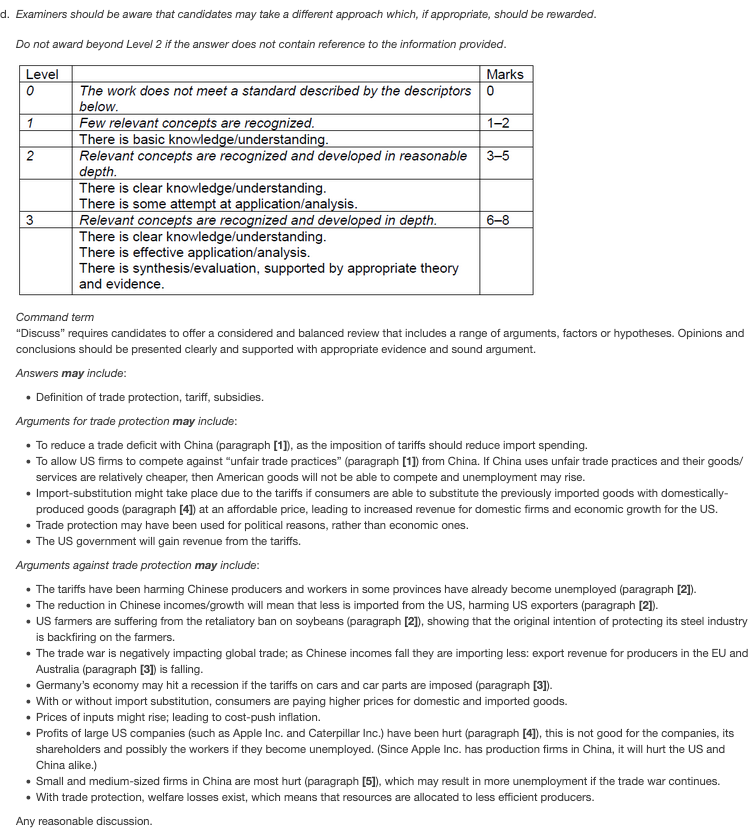 d. Examiners should be aware that candidates may take a different approach which, if appropriate, should be rewarded.
Do not award beyond Level 2 if the answer does not contain reference to the information provided.
Level Marks
0 The work does not meet a standard described by the descriptors 0
below.
1 Few relevant concepts are recognized. 1–2
There is basic knowledge/understanding.
2 Relevant concepts are recognized and developed in reasonable 3–5
depth.
There is clear knowledge/understanding.
There is some attempt at application/analysis.
3 Relevant concepts are recognized and developed in depth. 6–8
There is clear knowledge/understanding.
There is effective application/analysis.
There is synthesis/evaluation, supported by appropriate theory
and evidence.
Command term
“Discuss” requires candidates to offer a considered and balanced review that includes a range of arguments, factors or hypotheses. Opinions and
conclusions should be presented clearly and supported with appropriate evidence and sound argument.
Answers may include:
• Definition of trade protection, tariff, subsidies.
Arguments for trade protection may include:
• To reduce a trade deficit with China (paragraph [1]), as the imposition of tariffs should reduce import spending.
• To allow US firms to compete against “unfair trade practices” (paragraph [1]) from China. If China uses unfair trade practices and their goods/
services are relatively cheaper, then American goods will not be able to compete and unemployment may rise.
• Import-substitution might take place due to the tariffs if consumers are able to substitute the previously imported goods with domestically-
produced goods (paragraph [4]) at an affordable price, leading to increased revenue for domestic firms and economic growth for the US.
• Trade protection may have been used for political reasons, rather than economic ones.
• The US government will gain revenue from the tariffs.
Arguments against trade protection may include:
• The tariffs have been harming Chinese producers and workers in some provinces have already become unemployed (paragraph [2]).
• The reduction in Chinese incomes/growth will mean that less is imported from the US, harming US exporters (paragraph [2]).
• US farmers are suffering from the retaliatory ban on soybeans (paragraph [2]), showing that the original intention of protecting its steel industry
is backfiring on the farmers.
• The trade war is negatively impacting global trade; as Chinese incomes fall they are importing less: export revenue for producers in the EU and
Australia (paragraph [3]) is falling.
• Germany’s economy may hit a recession if the tariffs on cars and car parts are imposed (paragraph [3]).
• With or without import substitution, consumers are paying higher prices for domestic and imported goods.
• Prices of inputs might rise; leading to cost-push inflation.
• Profits of large US companies (such as Apple Inc. and Caterpillar Inc.) have been hurt (paragraph [4]), this is not good for the companies, its
shareholders and possibly the workers if they become unemployed. (Since Apple Inc. has production firms in China, it will hurt the US and
China alike.)
• Small and medium-sized firms in China are most hurt (paragraph [5]), which may result in more unemployment if the trade war continues.
• With trade protection, welfare losses exist, which means that resources are allocated to less efficient producers.
Any reasonable discussion.